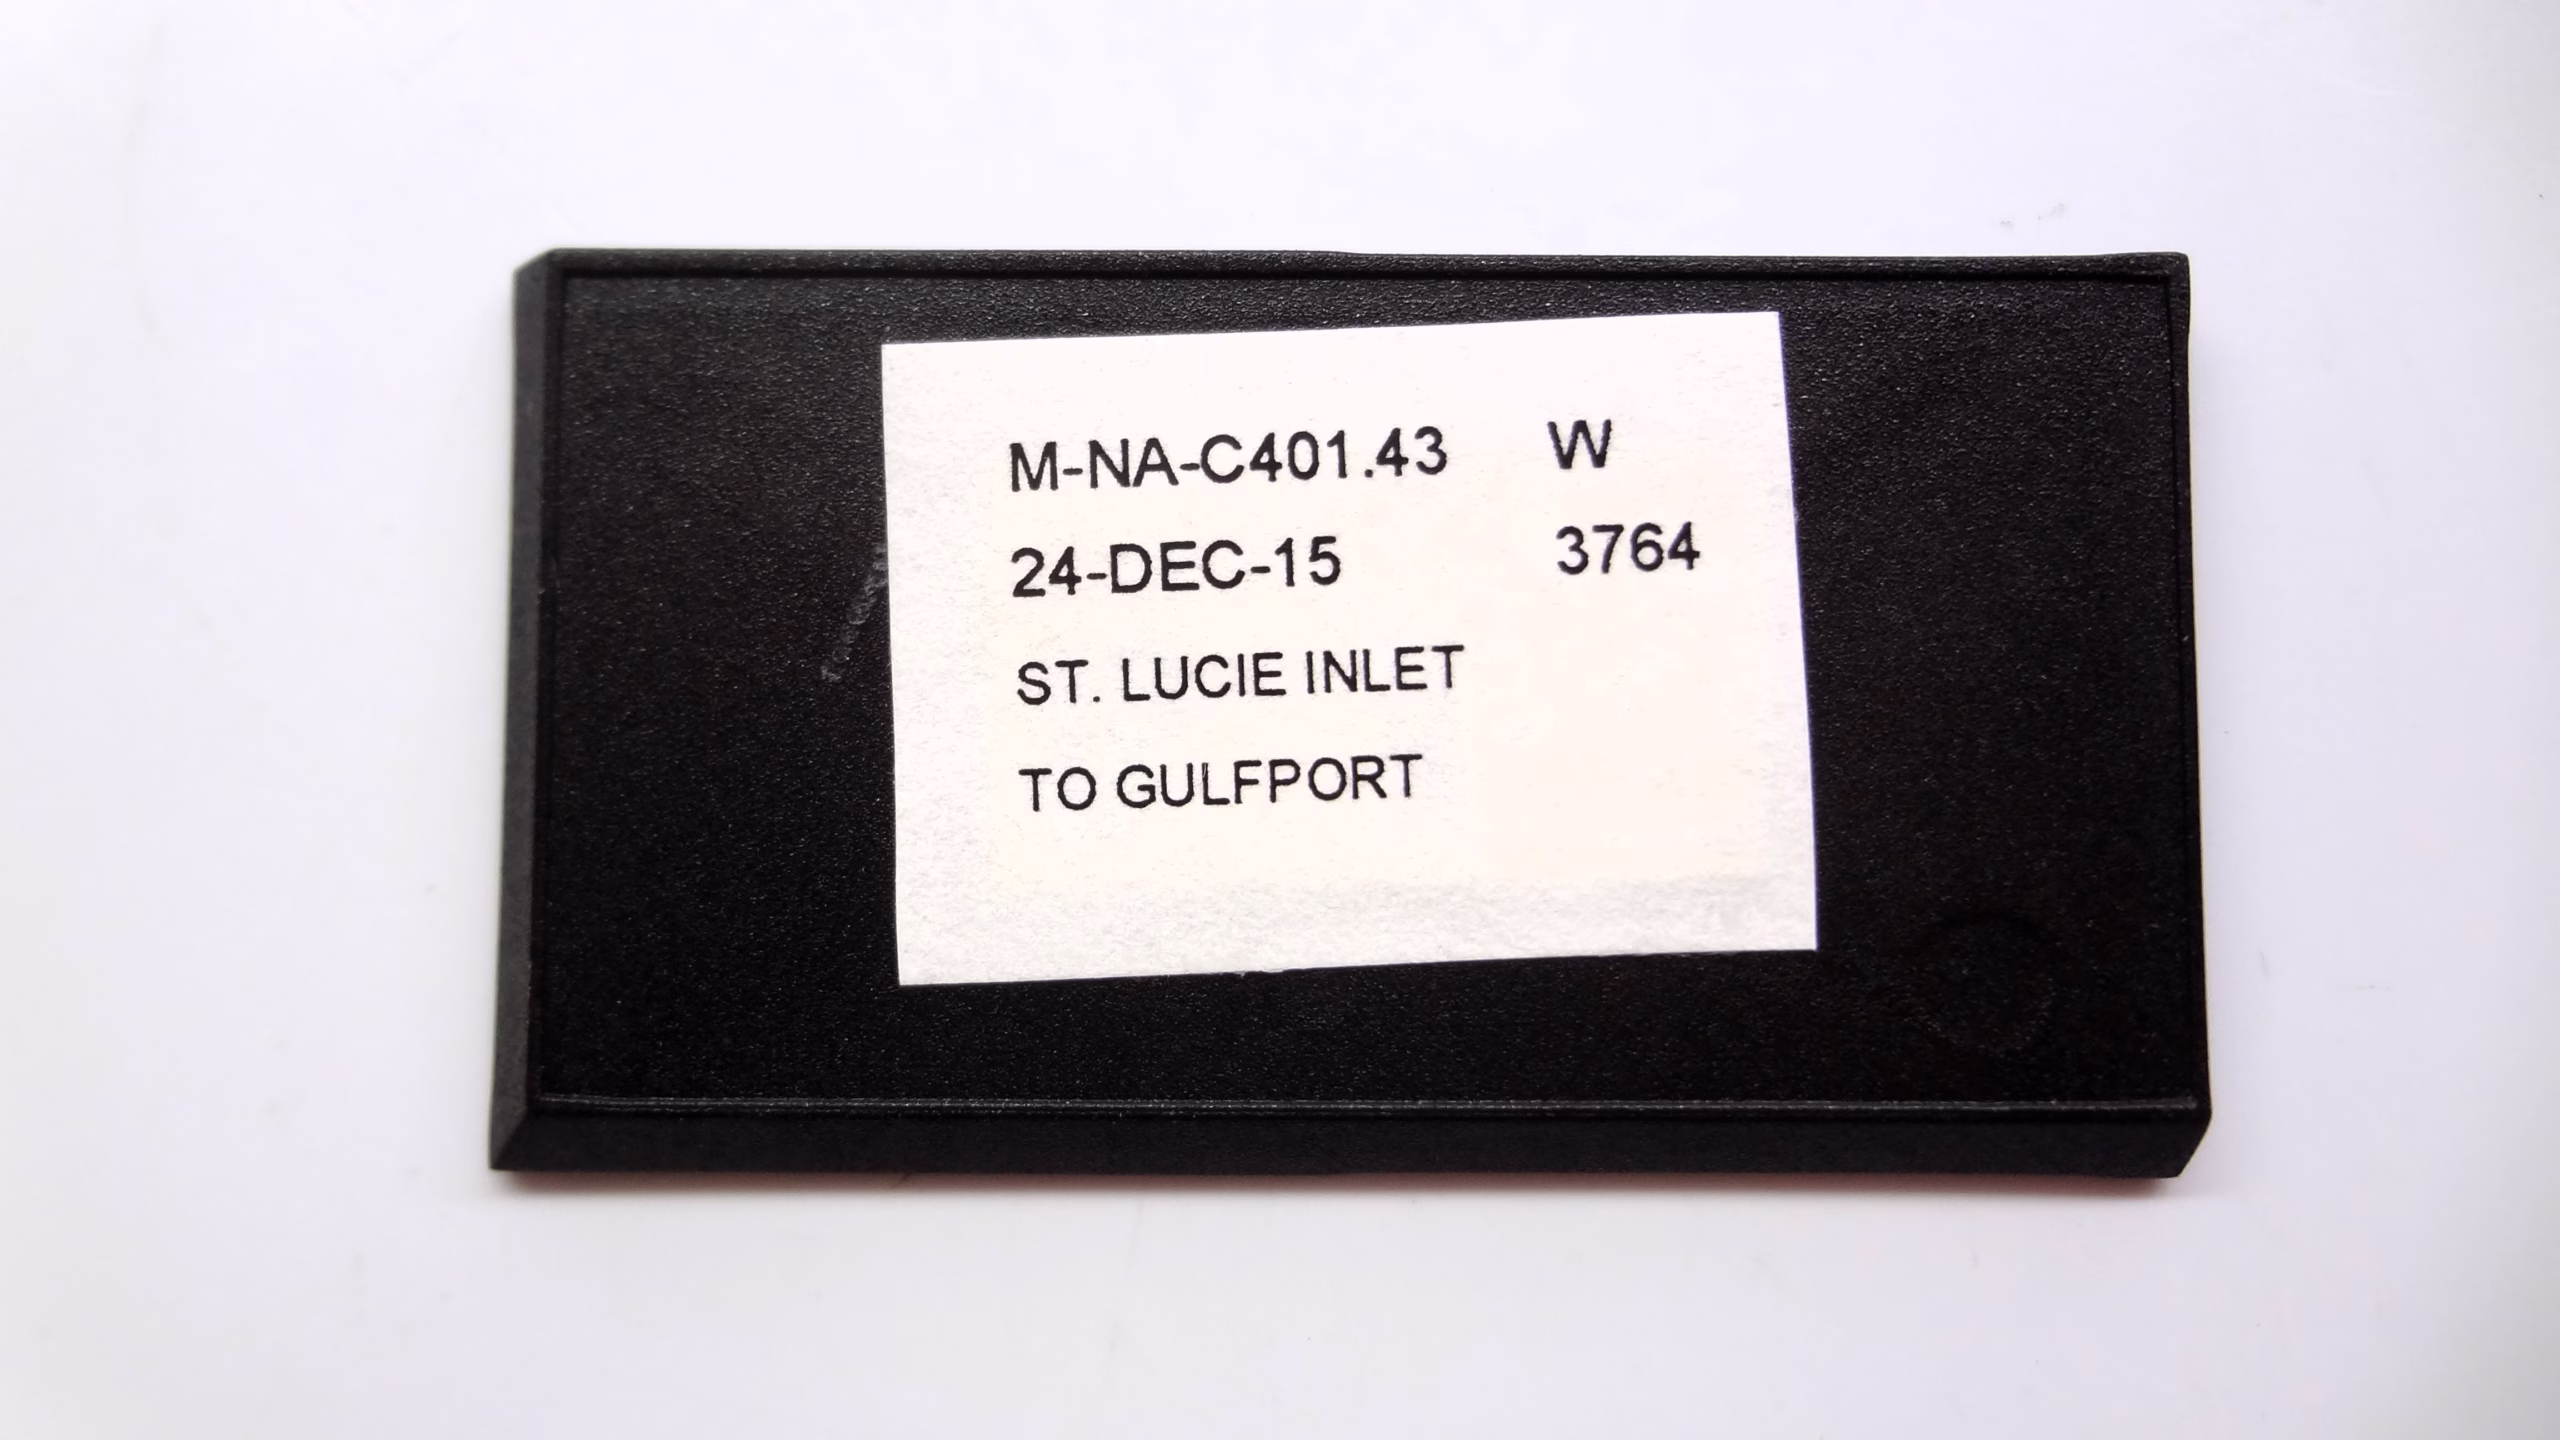 M-NA-C401.43 W
24-DEC-15 3764
ST. LUCIE INLET
TO GULFPORT